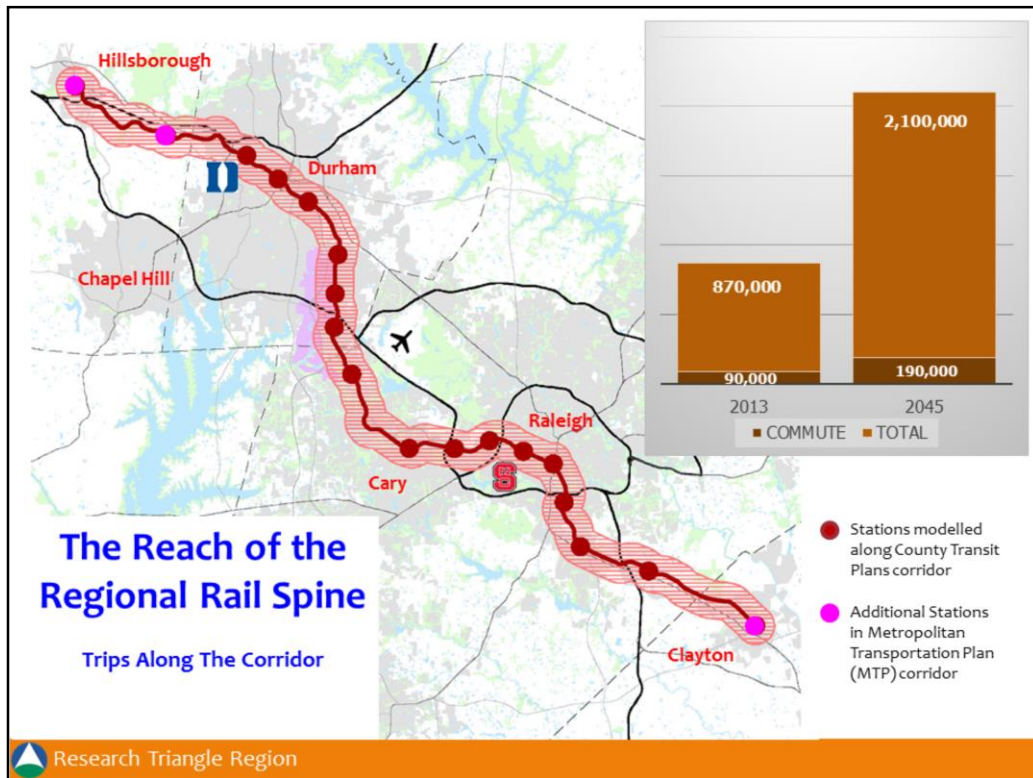 Hillsborough
Durham
Chapel Hill
Raleigh
Cary
Clayton
2,100,000
870,000
90,000
190,000
2013
2045
COMMUTE
TOTAL
The Reach of the
Regional Rail Spine
Trips Along The Corridor
Stations modelled
along County Transit
Plans corridor
Additional Stations
in Metropolitan
Transportation Plan
(MTP) corridor
Research Triangle Region